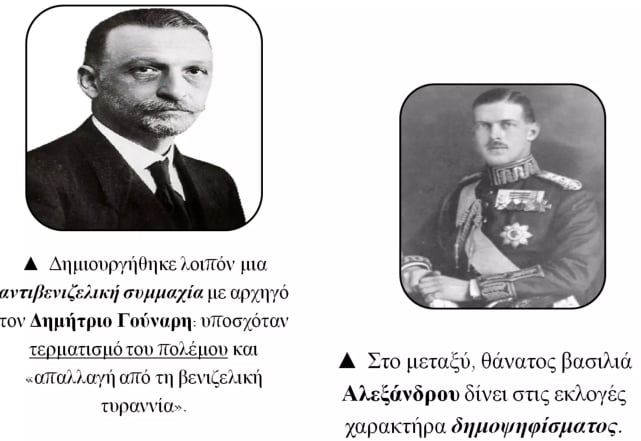 ▲ Δημιουργήθηκε λοιπόν μια
αντιβενιζελική συμμαχία με αρχηγό
τον Δημήτριο Γούναρη: υποσχόταν
τερματισμό του πολέμου και
«απαλλαγή από τη βενιζελική
τυραννία».
▲ Στο μεταξύ, θάνατος βασιλιά
Αλεξάνδρου δίνει στις εκλογές
χαρακτήρα δημοψηφίσματος.